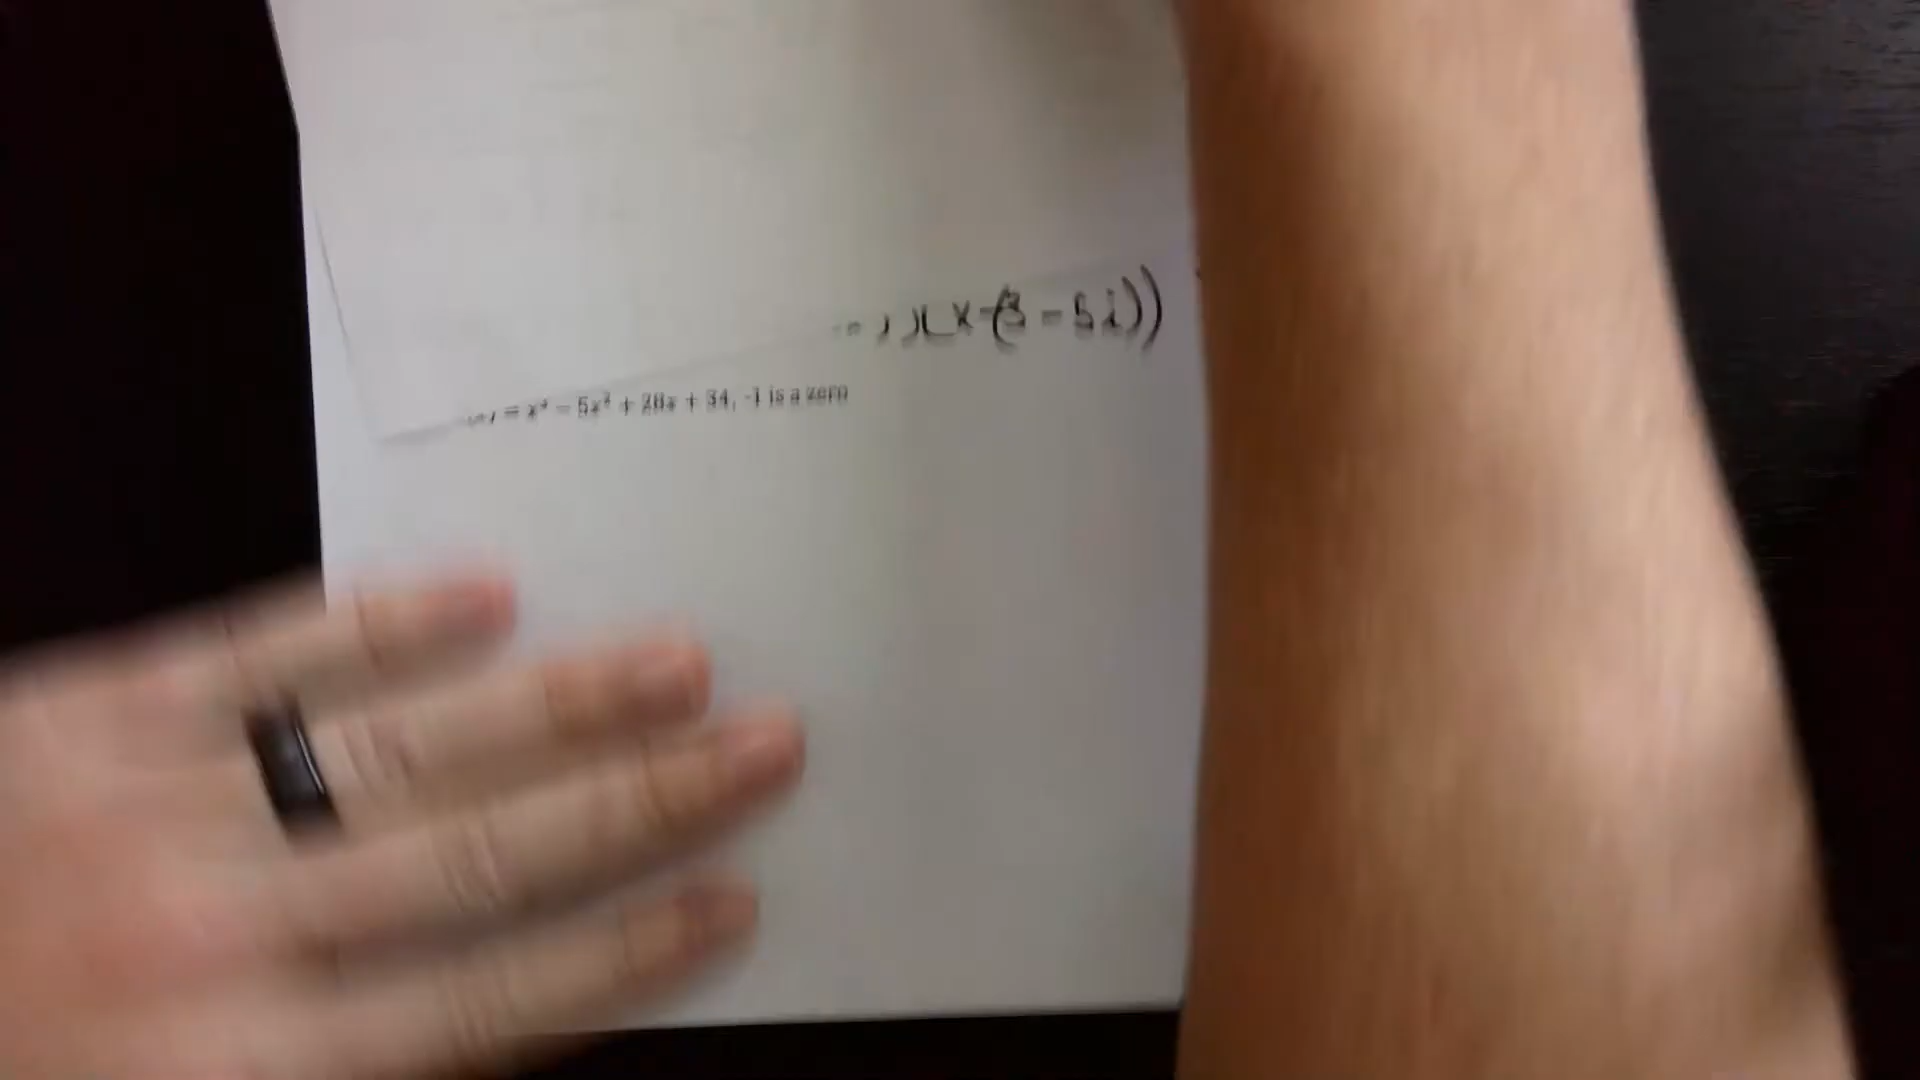 (x-(3-5i))
= x³ - 5x² + 28x + 34, -1 is a zero